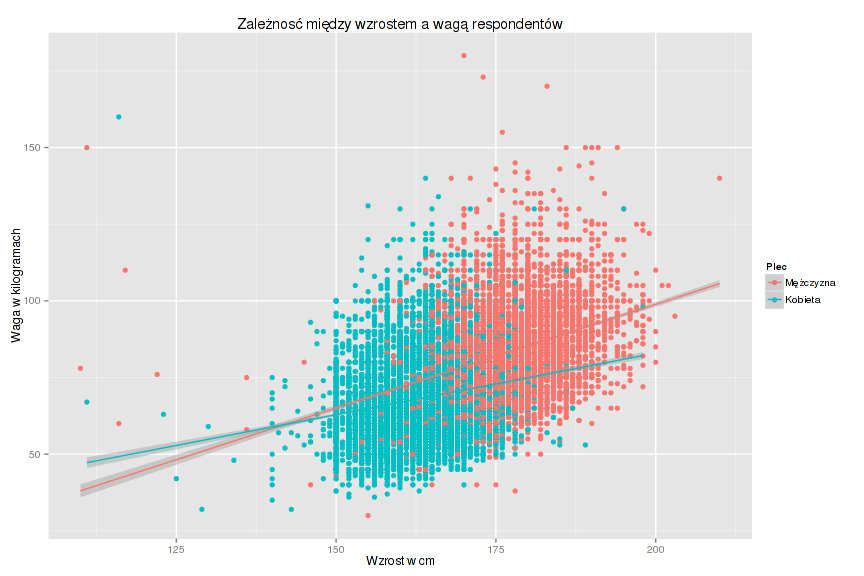 Zależność między wzrostem a wagą respondentów
Waga w kilogramach
150
100
50
125
150
175
200
Wzrost w cm
Plec
Mężczyzna
Kobieta